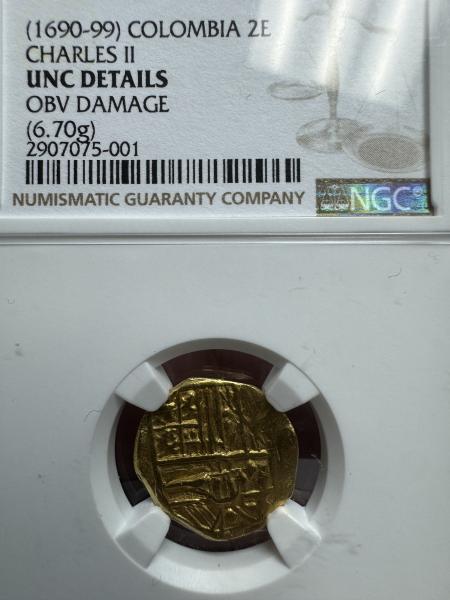 (1690-99) COLOMBIA 2E
CHARLES II
UNC DETAILS
OBV DAMAGE
(6.70g)
2907075-001
NUMISMATIC GUARANTY COMPANY
NGC